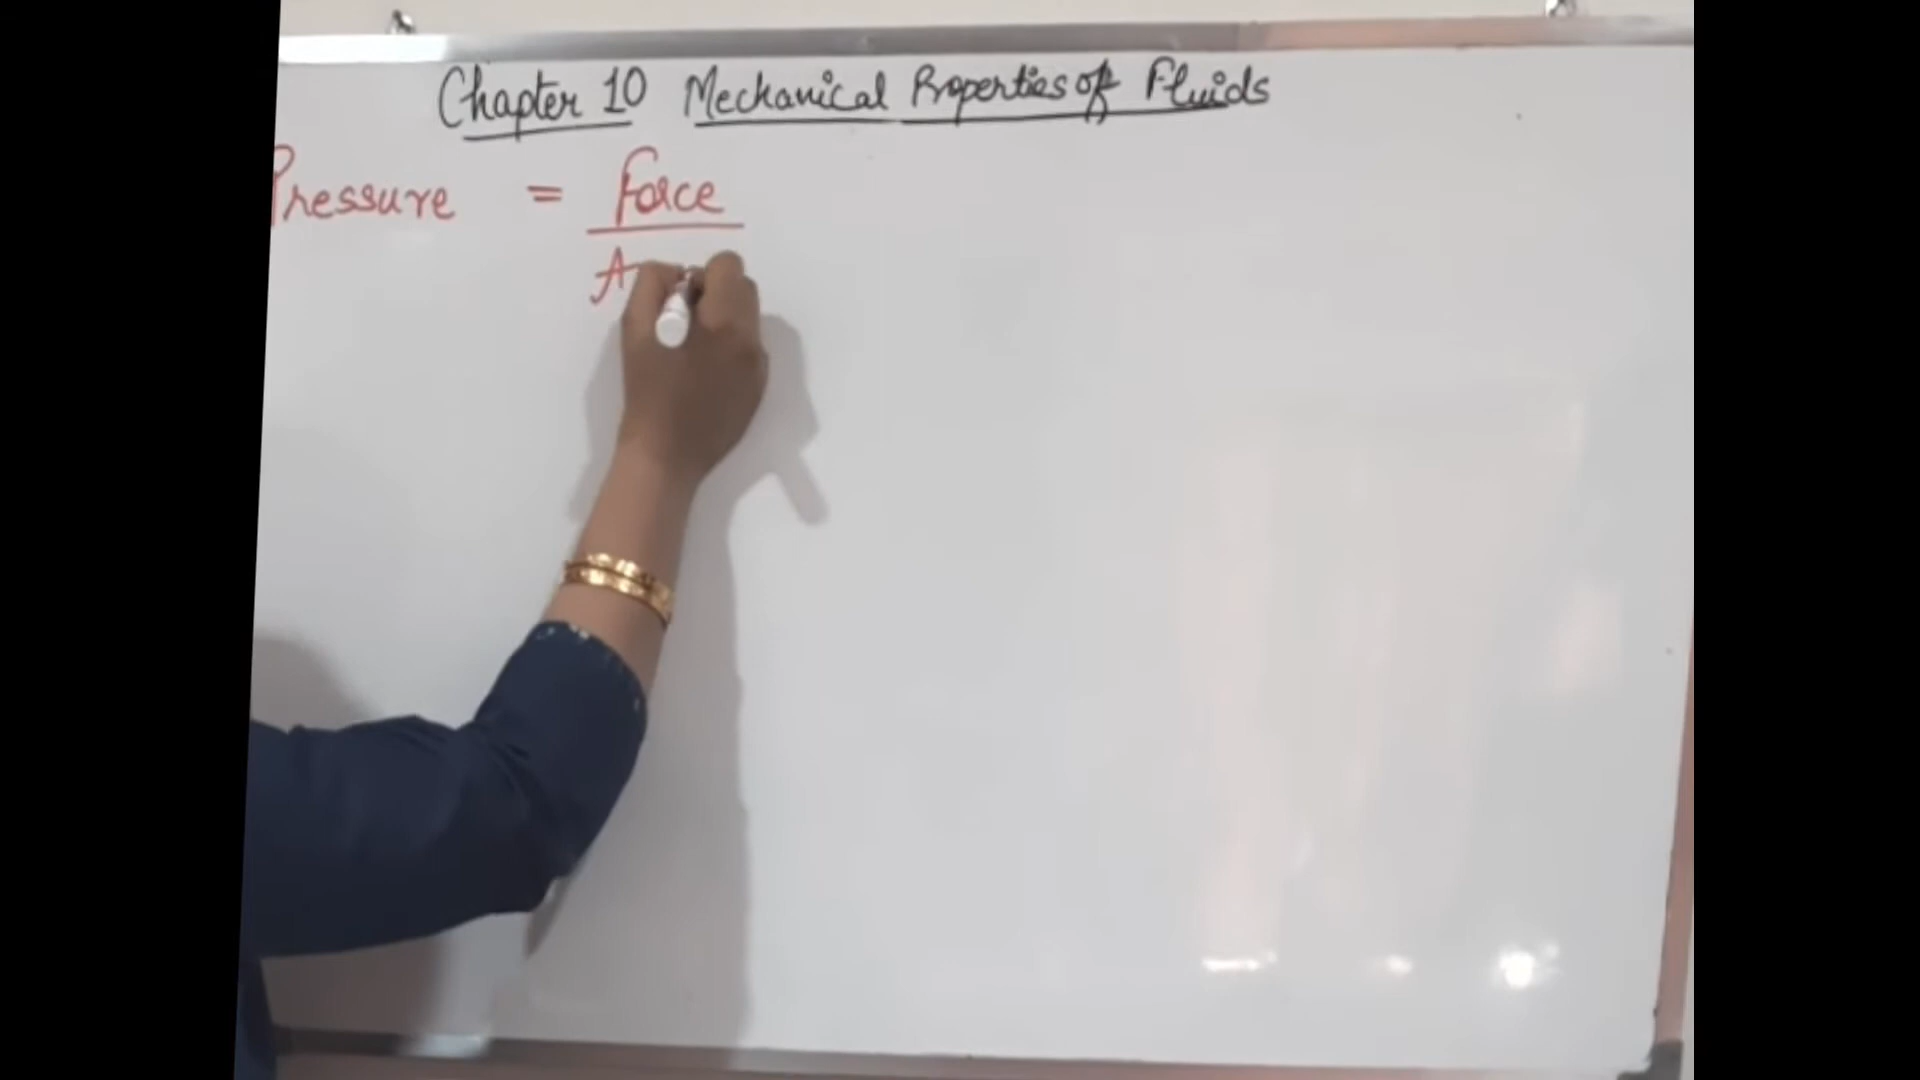 Chapter 10 Mechanical Properties of Fluids
Pressure = Force
A